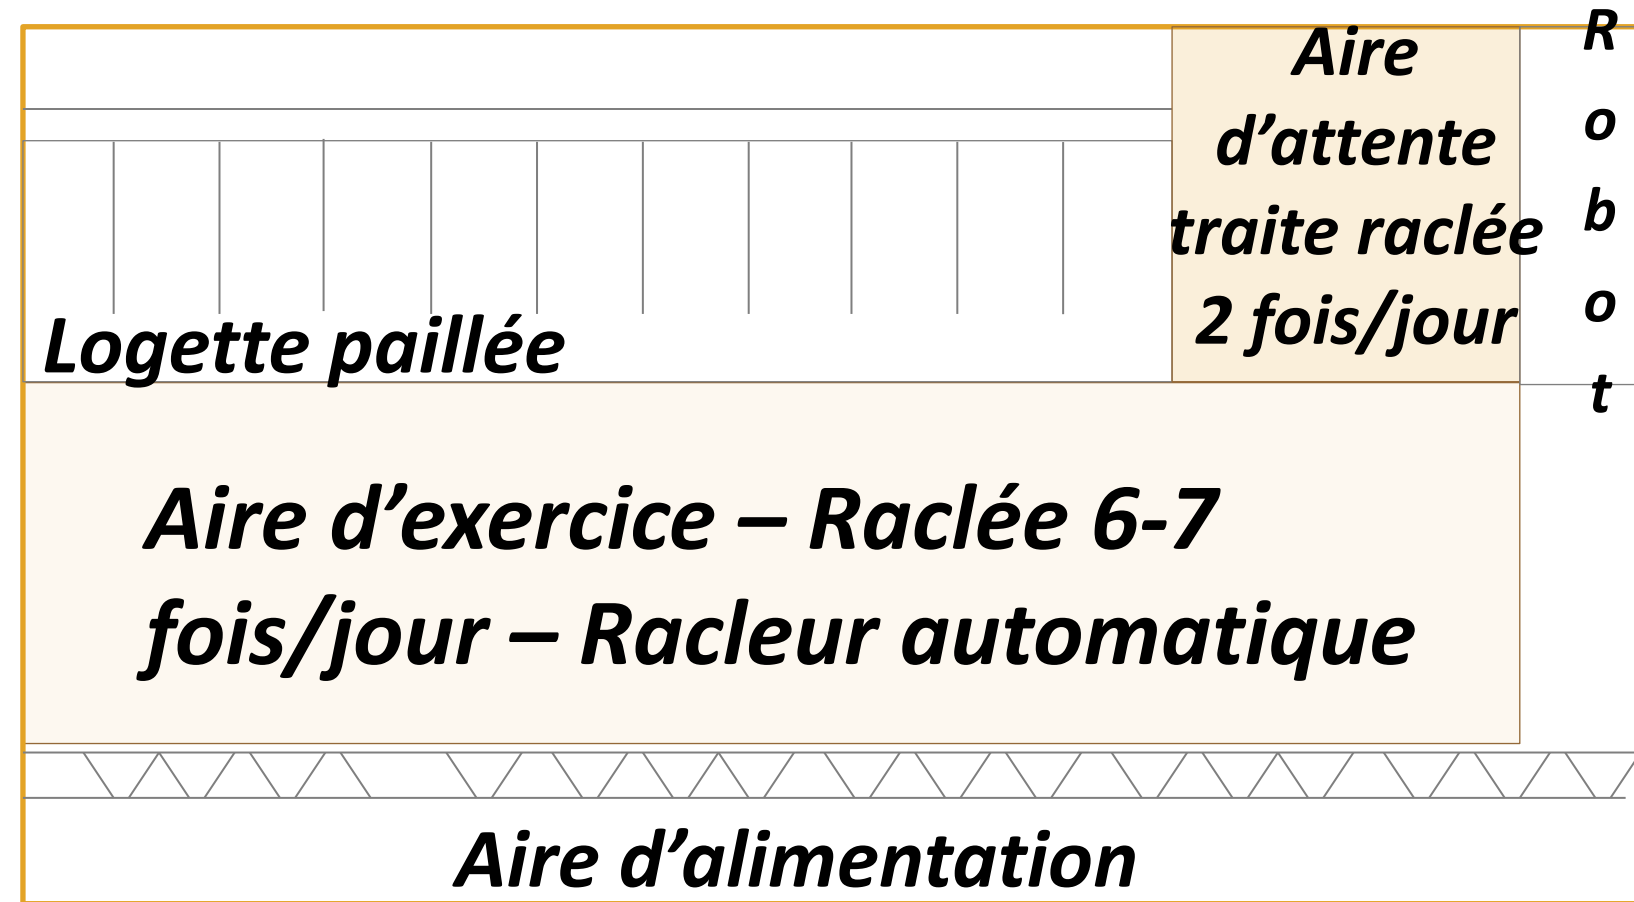 Aire
d’attente
traite raclée
2 fois/jour
R
o
b
o
t
Logette paillée
Aire d’exercice – Raclée 6-7
fois/jour – Racleur automatique
Aire d’alimentation